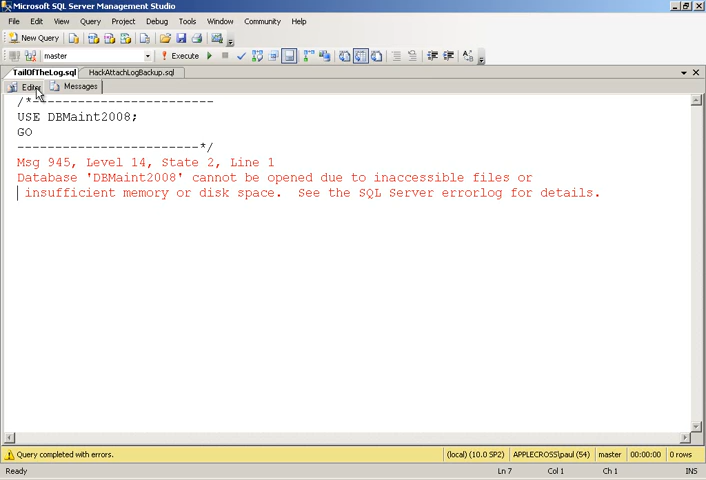 Microsoft SQL Server Management Studio
File Edit View Query Project Debug Tools Window Community Help
New Query
master Execute
TailOfTheLog.sql HackAttachLogBackup.sql
Editor Messages
/*------------------------
USE DBMaint2008;
GO
------------------------*/
Msg 945, Level 14, State 2, Line 1
Database 'DBMaint2008' cannot be opened due to inaccessible files or
insufficient memory or disk space.  See the SQL Server errorlog for details.
Query completed with errors. (local) (10.0 SP2) APPLECROSS\paul (54) master 00:00:00 0 rows
Ready Ln 7 Col 1 Ch 1 INS